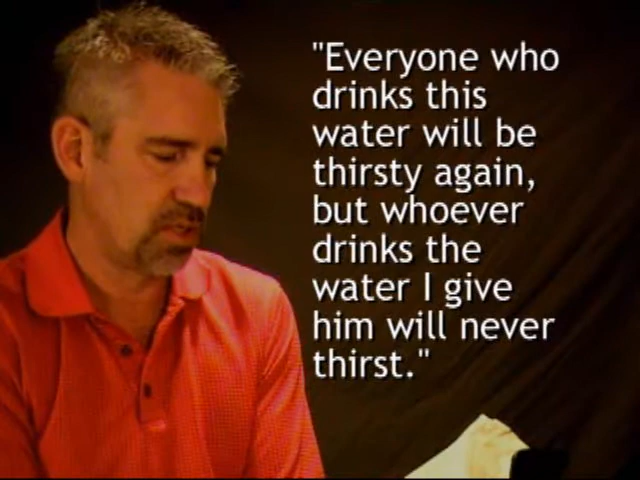 "Everyone who
drinks this
water will be
thirsty again,
but whoever
drinks the
water I give
him will never
thirst."